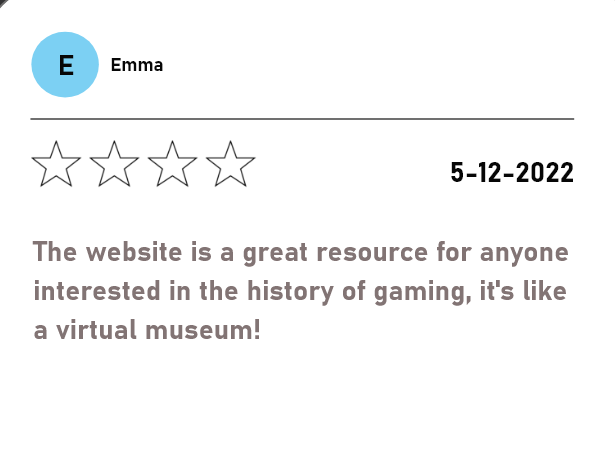 E
Emma
5-12-2022
The website is a great resource for anyone
interested in the history of gaming, it's like
a virtual museum!